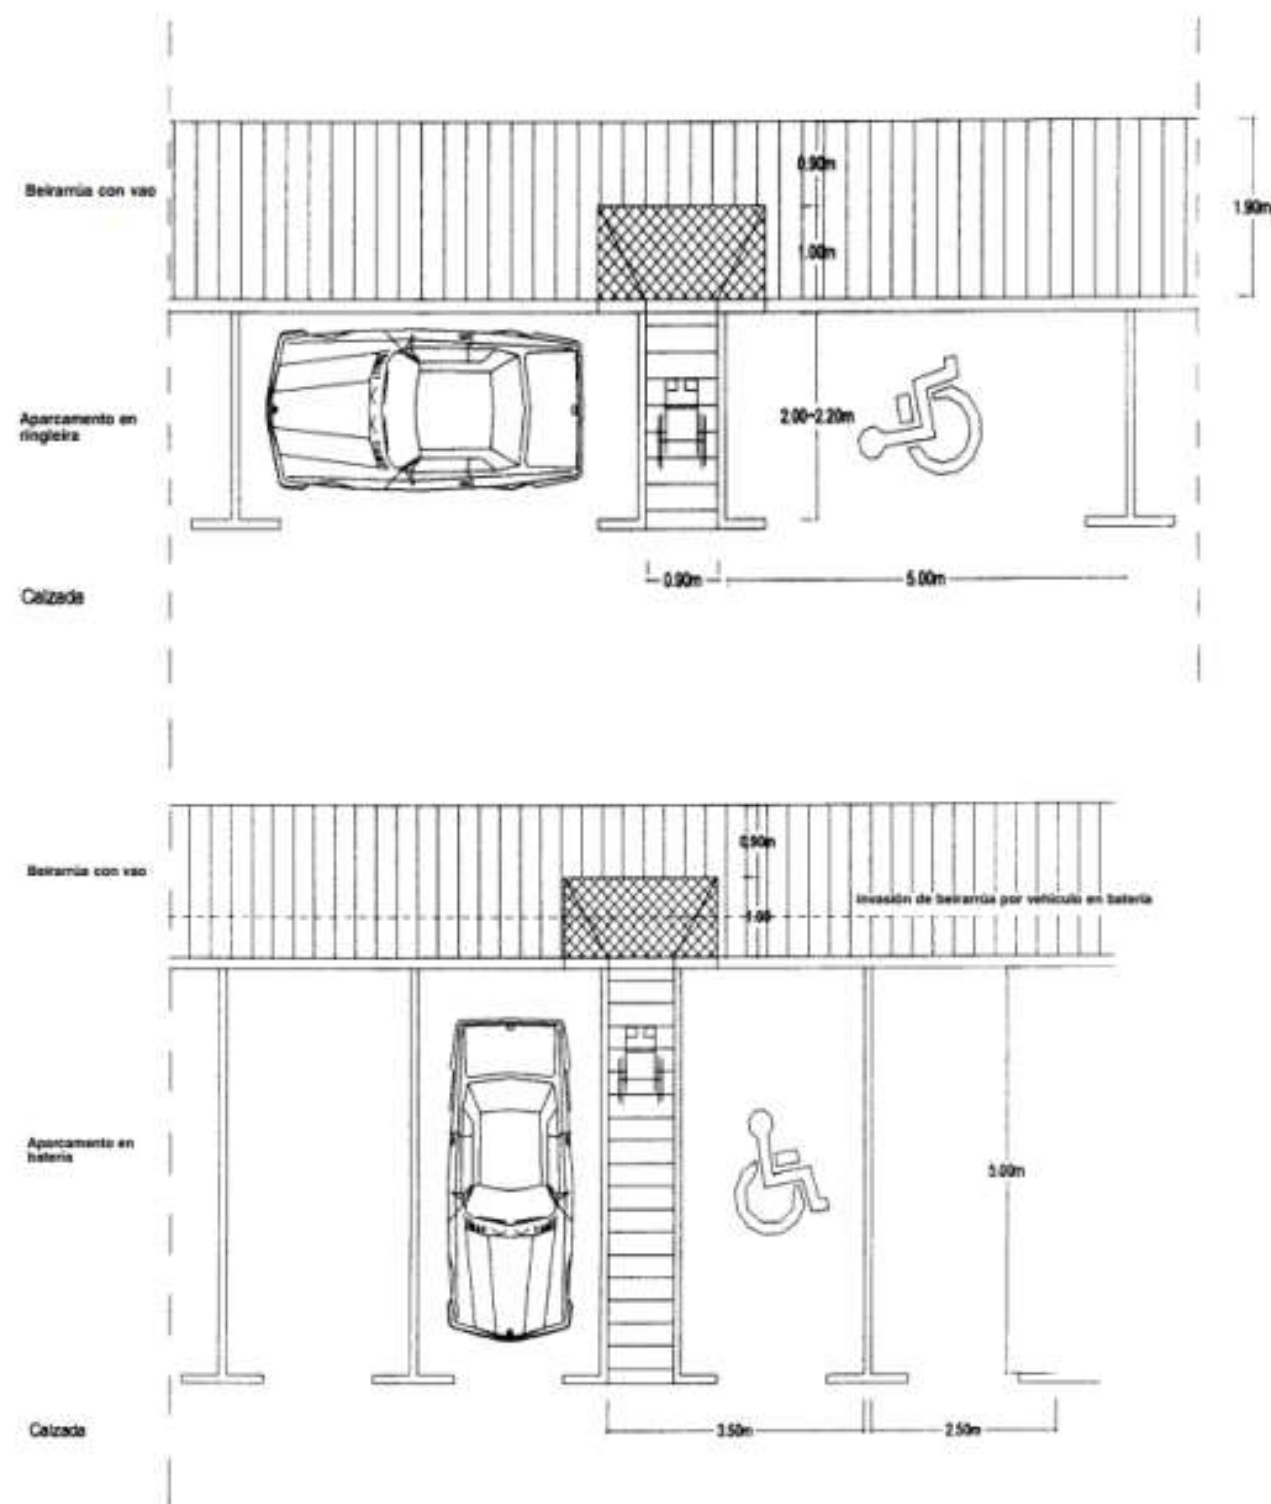 0.90m
Beirarrúa con vao
1.90m
1.00m
Aparcamento en
ringleira
2.00-2.20m
0.90m
5.00m
Calzada
0.90m
Beirarrúa con vao
Invasión de beirarrúa por vehículo en batería
1.00
Aparcamento en
batería
5.00m
Calzada
3.50m
2.50m